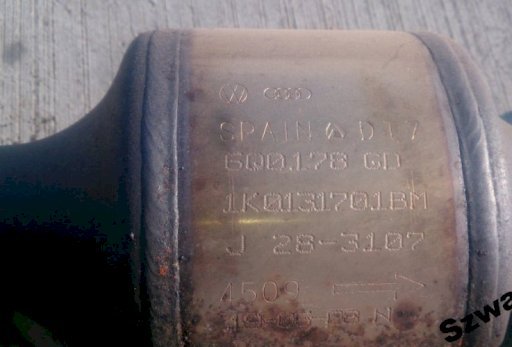 SPAIN D17
6Q0.178 GD
1K0131701BM
J 28-3107
4509
Szwa